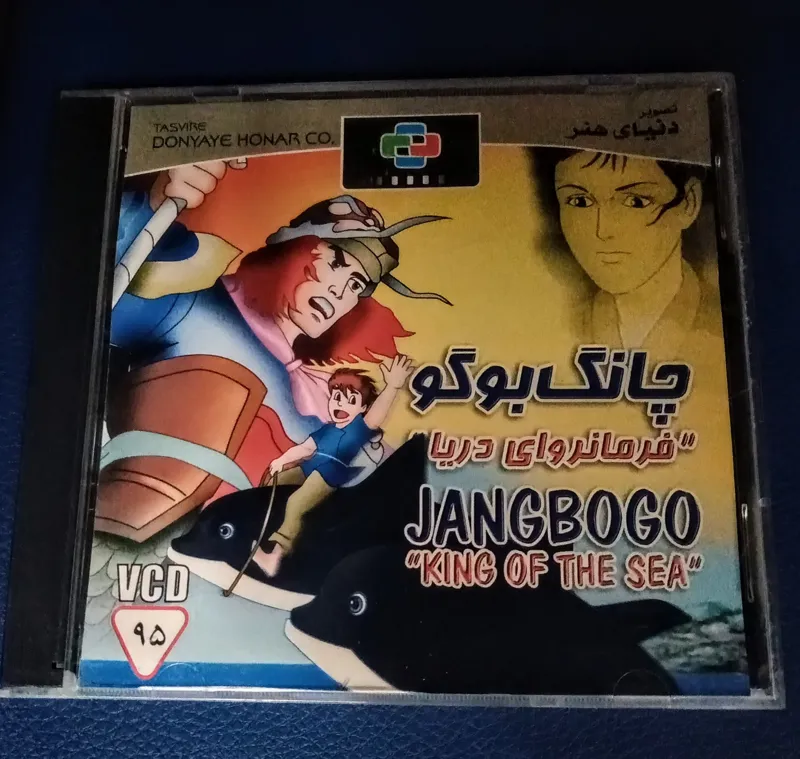 TASVIRE
DONYAYE HONAR CO.
تصویر
دنیای هنر
چانگ‌بوگو
"فرمانروای دریا"
JANGBOGO
"KING OF THE SEA"
VCD
۹۵